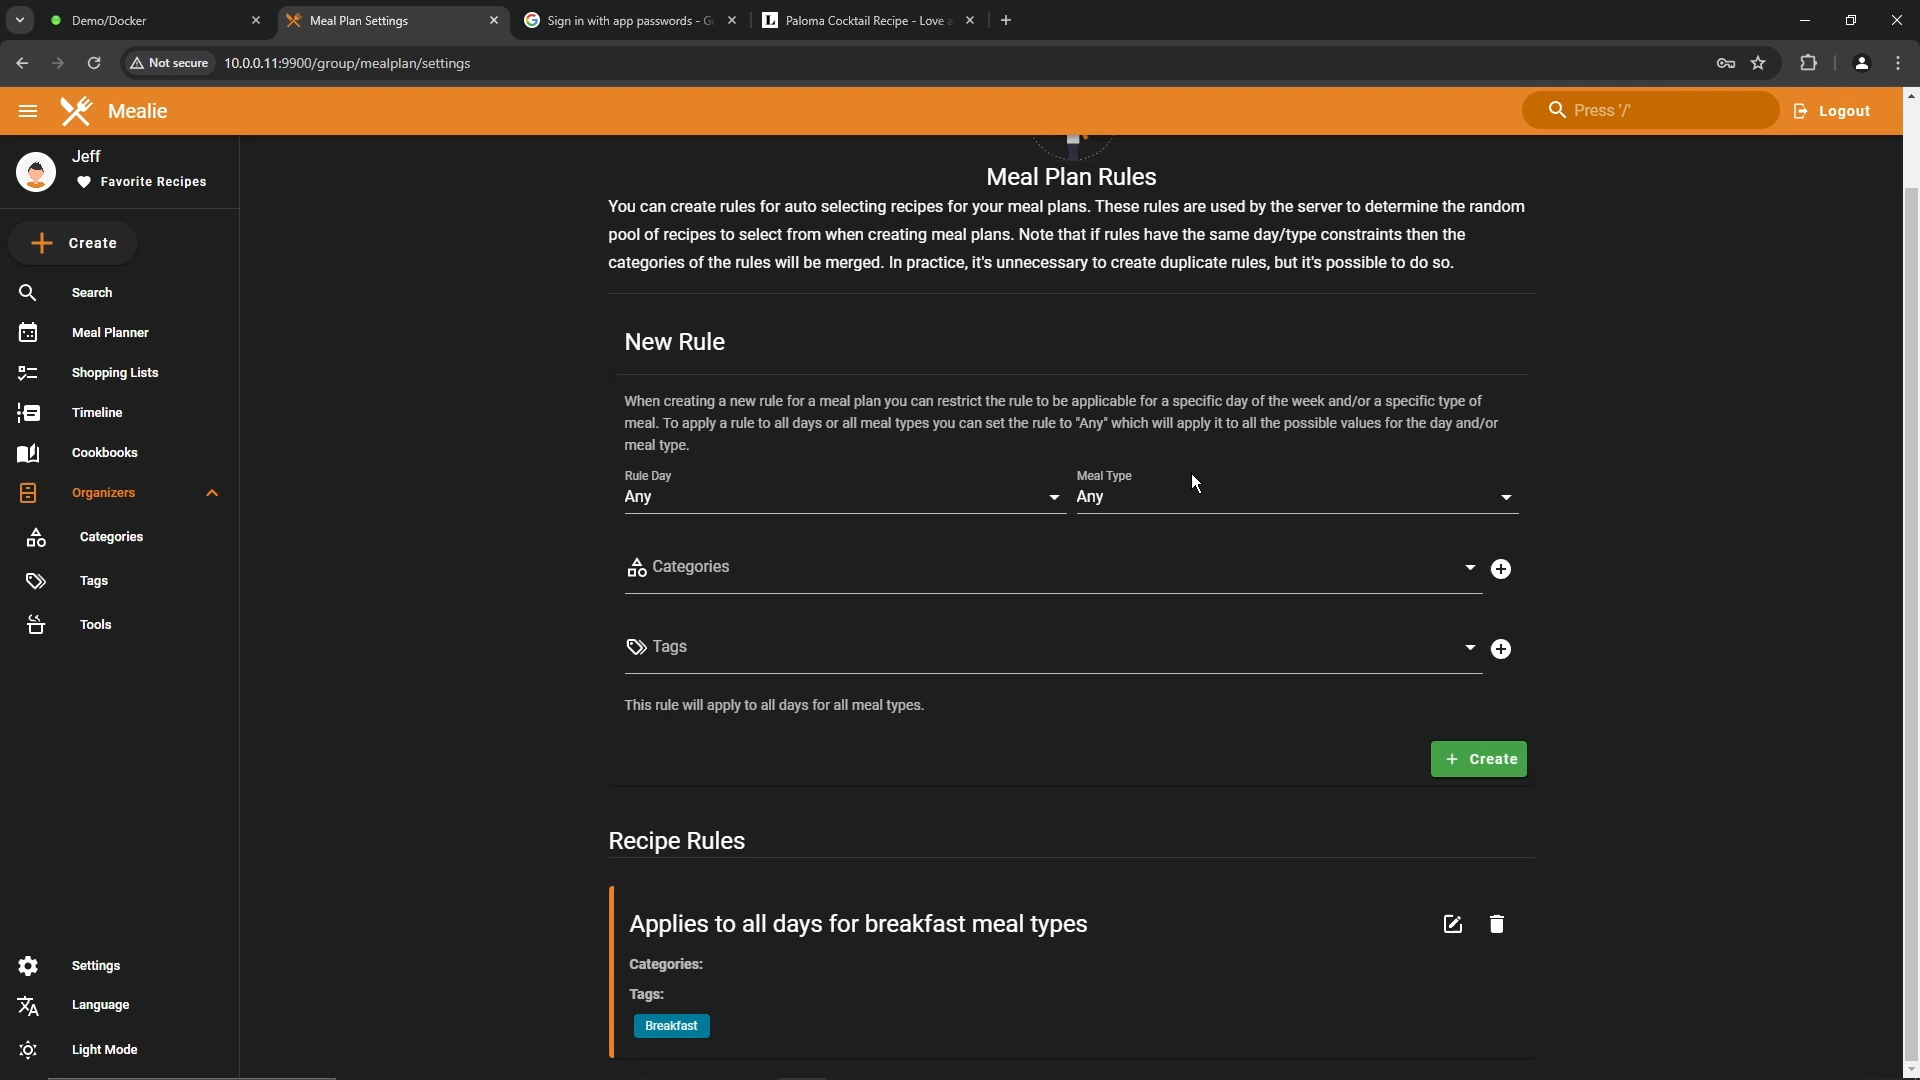 Demo/Docker
Meal Plan Settings
Sign in with app passwords - G
Paloma Cocktail Recipe - Love
Not secure
10.0.0.11:9900/group/mealplan/settings
Mealie
Press '/'
Logout
Jeff
Favorite Recipes
Create
Search
Meal Planner
Shopping Lists
Timeline
Cookbooks
Organizers
Categories
Tags
Tools
Settings
Language
Light Mode
Meal Plan Rules
You can create rules for auto selecting recipes for your meal plans. These rules are used by the server to determine the random
pool of recipes to select from when creating meal plans. Note that if rules have the same day/type constraints then the
categories of the rules will be merged. In practice, it's unnecessary to create duplicate rules, but it's possible to do so.
New Rule
When creating a new rule for a meal plan you can restrict the rule to be applicable for a specific day of the week and/or a specific type of
meal. To apply a rule to all days or all meal types you can set the rule to "Any" which will apply it to all the possible values for the day and/or
meal type.
Rule Day
Any
Meal Type
Any
Categories
Tags
This rule will apply to all days for all meal types.
Create
Recipe Rules
Applies to all days for breakfast meal types
Categories:
Tags:
Breakfast